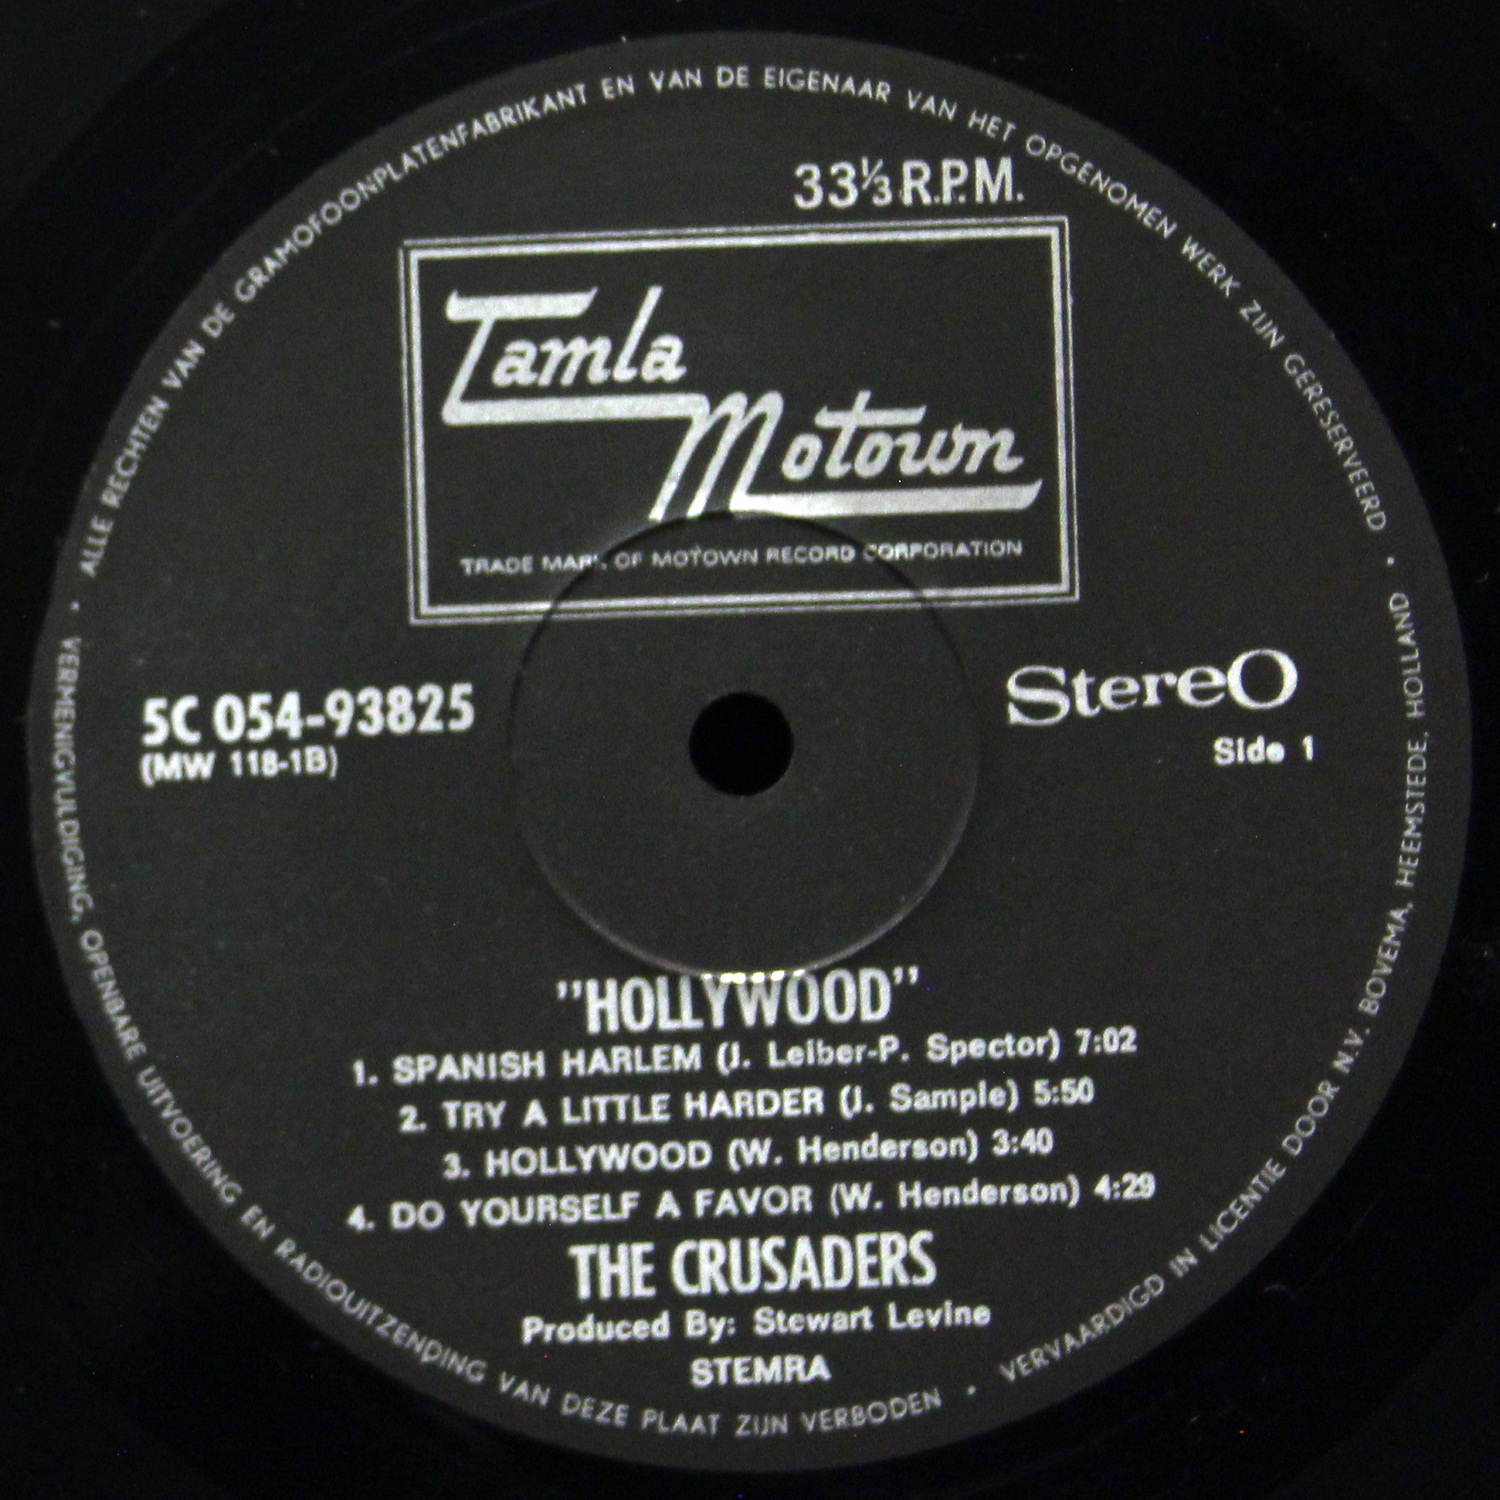 ALLE RECHTEN VAN DE GRAMOFOONPLATENFABRIKANT EN VAN DE EIGENAAR VAN HET OPGENOMEN WERK ZIJN GERESERVEERD •
33⅓ R.P.M.
Tamla
Motown
TRADE MARK OF MOTOWN RECORD CORPORATION
5C 054-93825
(MW 118-1B)
StereO
Side 1
"HOLLYWOOD"
1. SPANISH HARLEM (J. Leiber-P. Spector) 7:02
2. TRY A LITTLE HARDER (J. Sample) 5:50
3. HOLLYWOOD (W. Henderson) 3:40
4. DO YOURSELF A FAVOR (W. Henderson) 4:29
THE CRUSADERS
Produced By: Stewart Levine
STEMRA
• VERMENIGVULDIGING, OPENBARE UITVOERING EN RADIOUITZENDING VAN DEZE PLAAT ZIJN VERBODEN •
VERVAARDIGD IN LICENTIE DOOR N.V. BOVEMA, HEEMSTEDE, HOLLAND